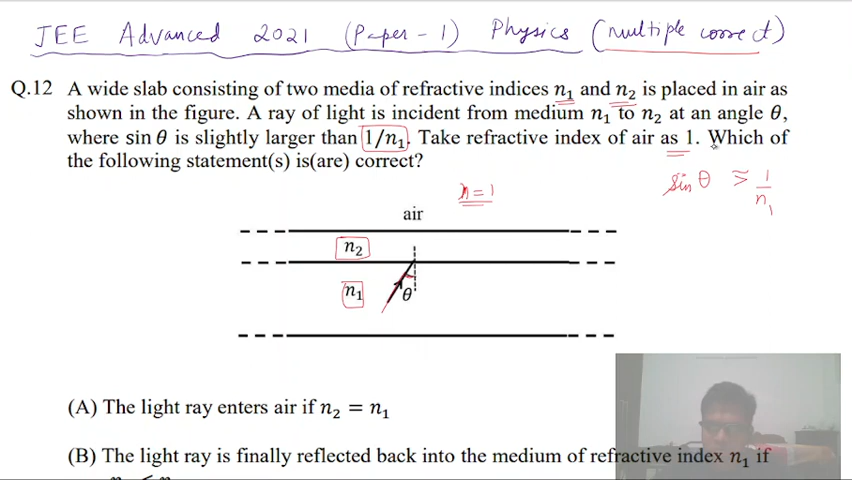 JEE Advanced 2021 (Paper - 1) Physics (multiple correct)
Q.12 A wide slab consisting of two media of refractive indices n₁ and n₂ is placed in air as
shown in the figure. A ray of light is incident from medium n₁ to n₂ at an angle θ,
where sin θ is slightly larger than 1/n₁. Take refractive index of air as 1. Which of
the following statement(s) is(are) correct?
sin θ ≳ 1/n₁
n = 1
air
n₂
n₁
θ
(A) The light ray enters air if n₂ = n₁
(B) The light ray is finally reflected back into the medium of refractive index n₁ if